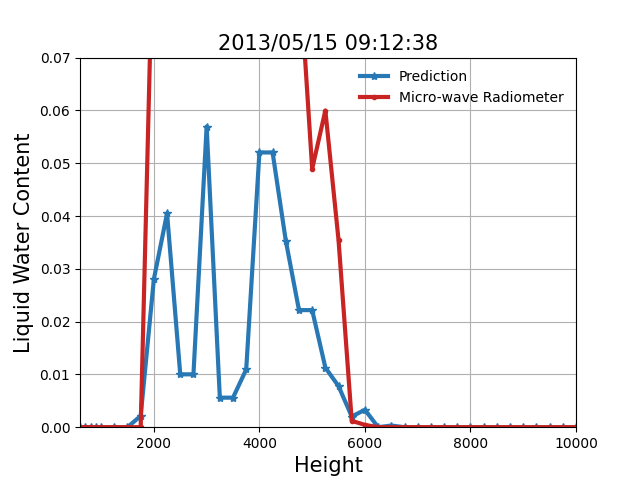 2013/05/15 09:12:38
0.07
0.06
0.05
0.04
0.03
0.02
0.01
0.00
Liquid Water Content
Prediction
Micro-wave Radiometer
2000 4000 6000 8000 10000
Height